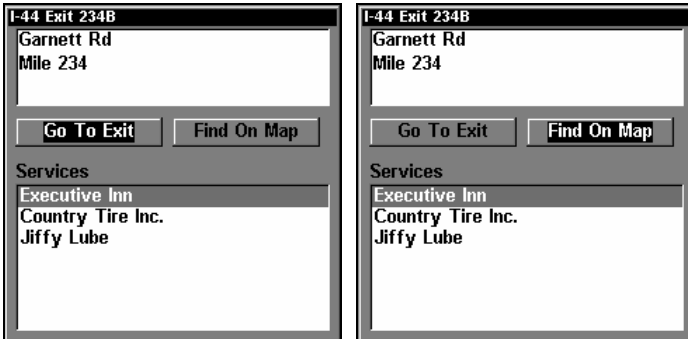 I-44 Exit 234B
Garnett Rd
Mile 234
Go To Exit Find On Map
Services
Executive Inn
Country Tire Inc.
Jiffy Lube
I-44 Exit 234B
Garnett Rd
Mile 234
Go To Exit Find On Map
Services
Executive Inn
Country Tire Inc.
Jiffy Lube